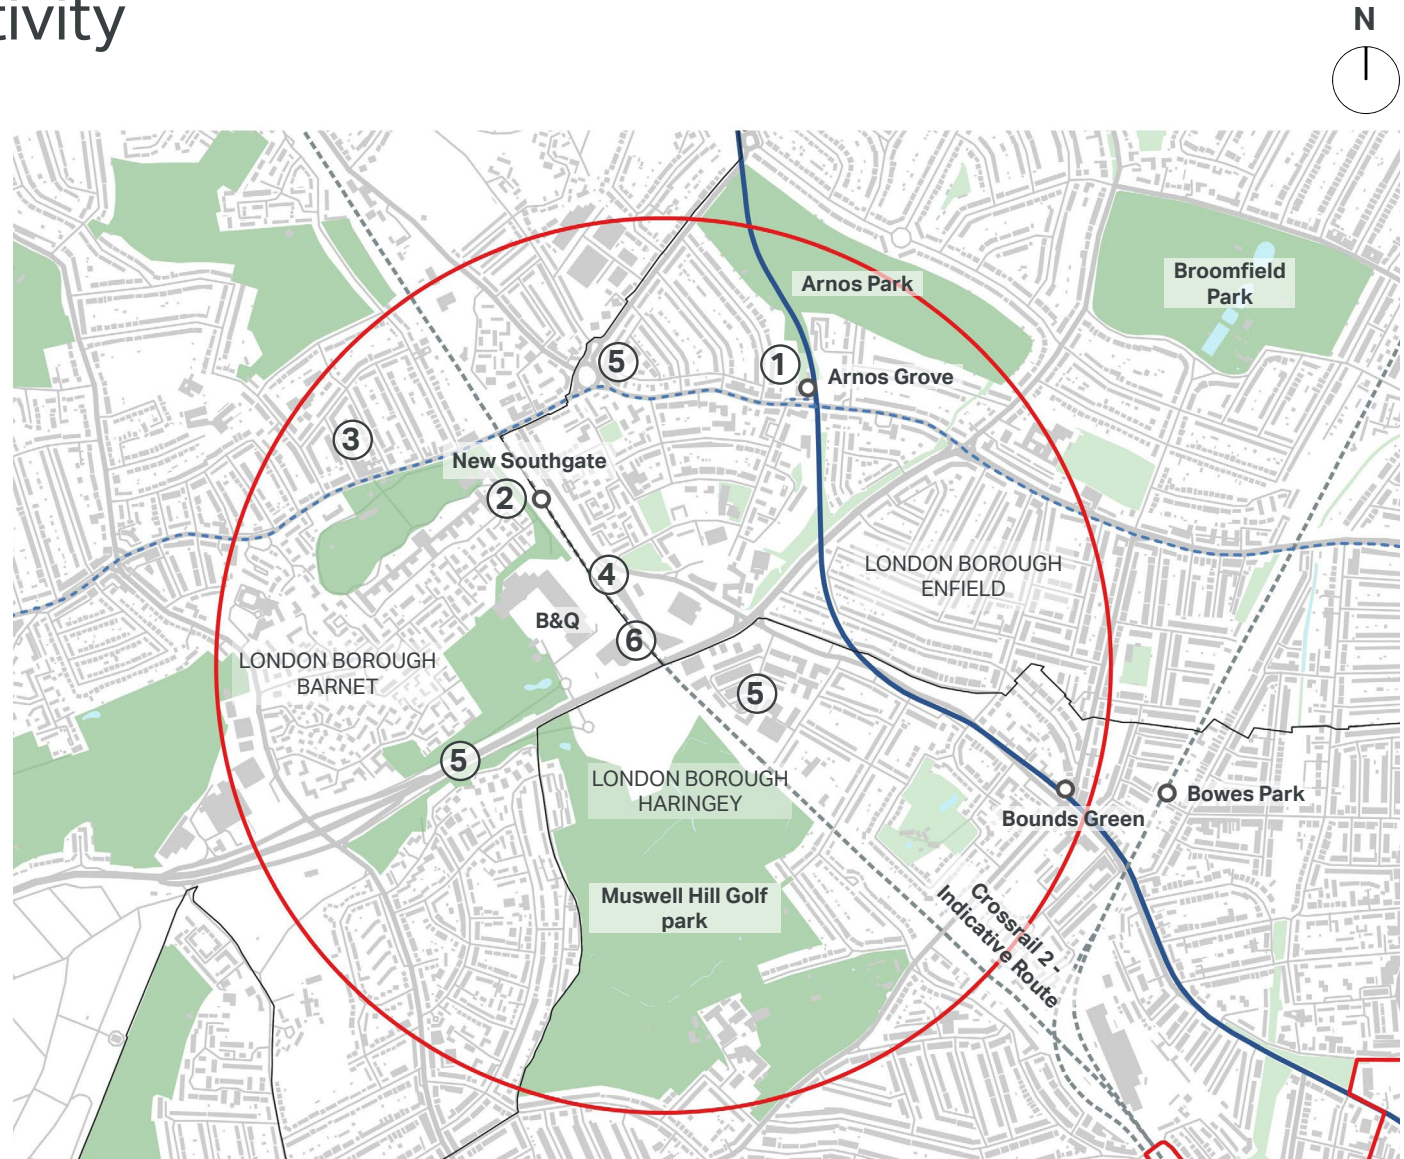 tivity
N
Broomfield
Park
Arnos Park
5
1
Arnos Grove
3
New Southgate
2
LONDON BOROUGH
ENFIELD
4
B&Q
6
LONDON BOROUGH
BARNET
5
5
LONDON BOROUGH
HARINGEY
Bowes Park
Bounds Green
Muswell Hill Golf
park
Crossrail 2 -
Indicative Route